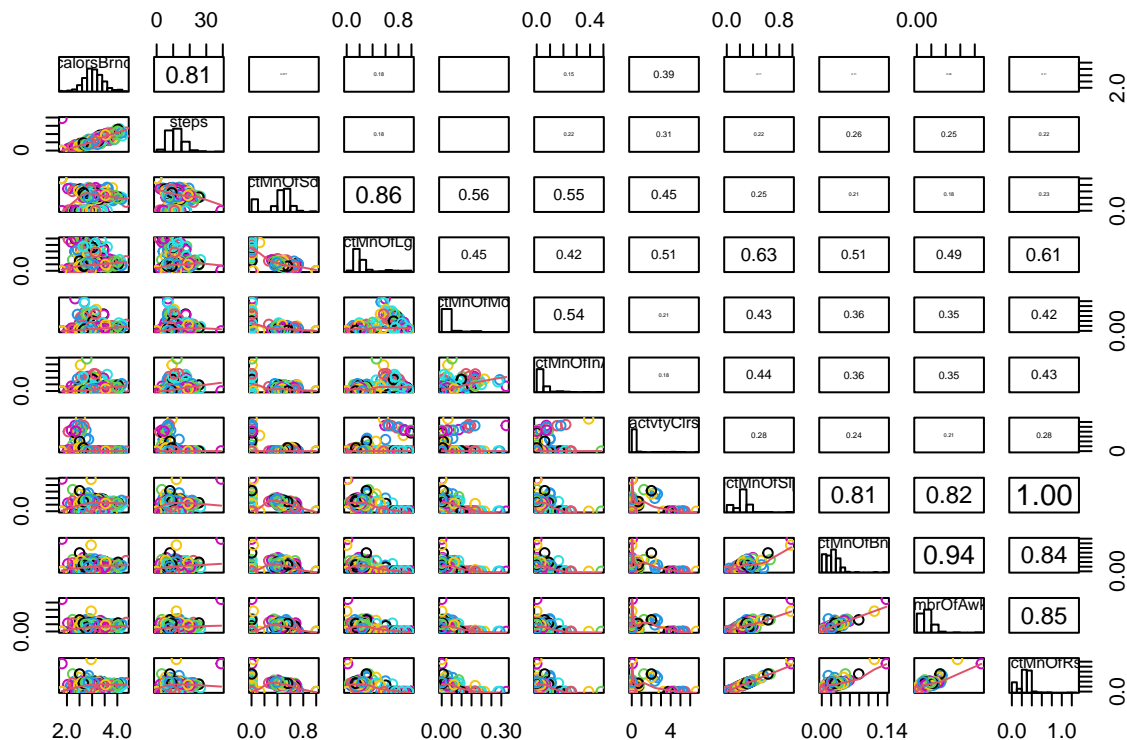 0 30 0.0 0.8 0.0 0.4 0.0 0.8 0.00
calorsBrnd 0.81 0.18 0.15 0.39 2.0
0 steps 0.18 0.22 0.31 0.22 0.26 0.25 0.22
ctMnOfSd 0.86 0.56 0.55 0.45 0.25 0.21 0.18 0.23 0.0
0.0 ctMnOfLg 0.45 0.42 0.51 0.63 0.51 0.49 0.61
ctMnOfMd 0.54 0.21 0.43 0.36 0.35 0.42 0.00
0.0 ctMnOfInA 0.18 0.44 0.36 0.35 0.43
actvtyClrs 0.28 0.24 0.21 0.28 0
0.0 ctMnOfSl 0.81 0.82 1.00
ctMnOfBn 0.94 0.84 0.00
0.00 mbrOfAwk 0.85
ctMnOfRs 0.0
2.0 4.0 0.0 0.8 0.00 0.30 0 4 0.00 0.14 0.0 1.0